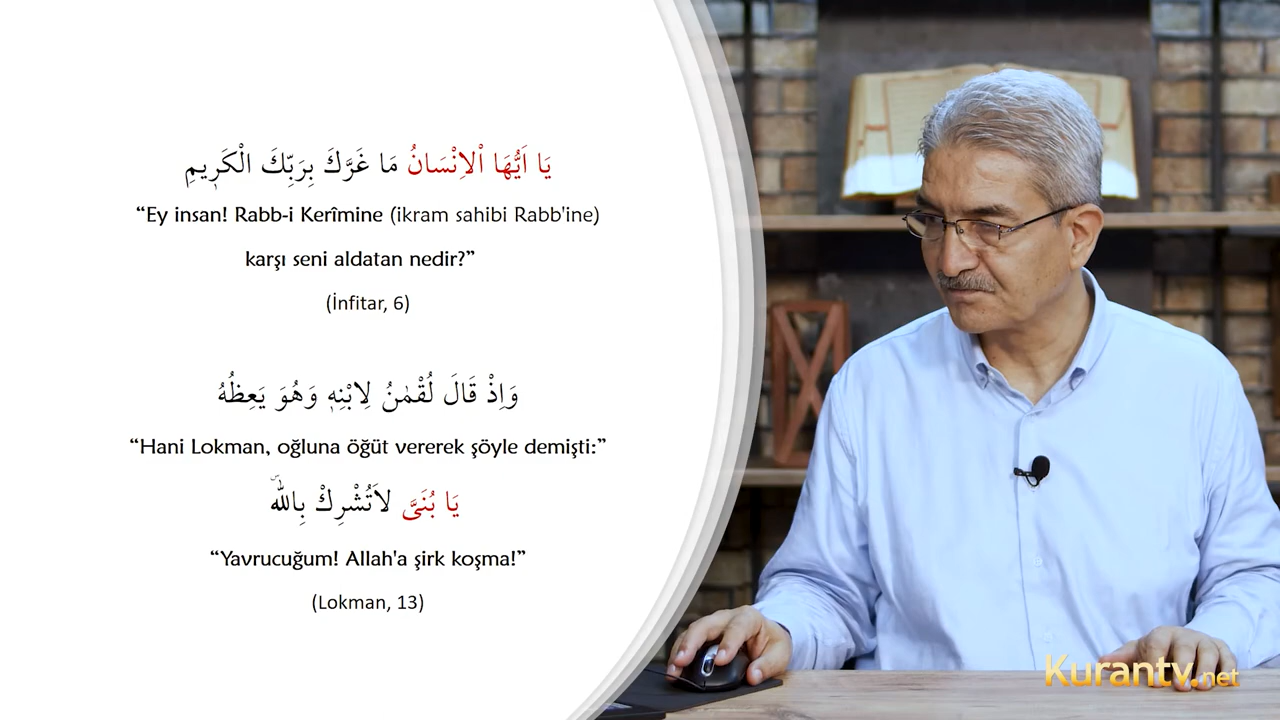 يَا اَيُّهَا الْاِنْسَانُ مَا غَرَّكَ بِرَبِّكَ الْكَرٖيمِ
“Ey insan! Rabb-i Kerîmine (ikram sahibi Rabb'ine)
karşı seni aldatan nedir?”
(İnfitar, 6)
وَاِذْ قَالَ لُقْمٰنُ لِابْنِهٖ وَهُوَ يَعِظُهُ
“Hani Lokman, oğluna öğüt vererek şöyle demişti:”
يَا بُنَىَّ لاَتُشْرِكْ بِاللّٰهِۜ
“Yavrucuğum! Allah'a şirk koşma!”
(Lokman, 13)
Kurantv.net